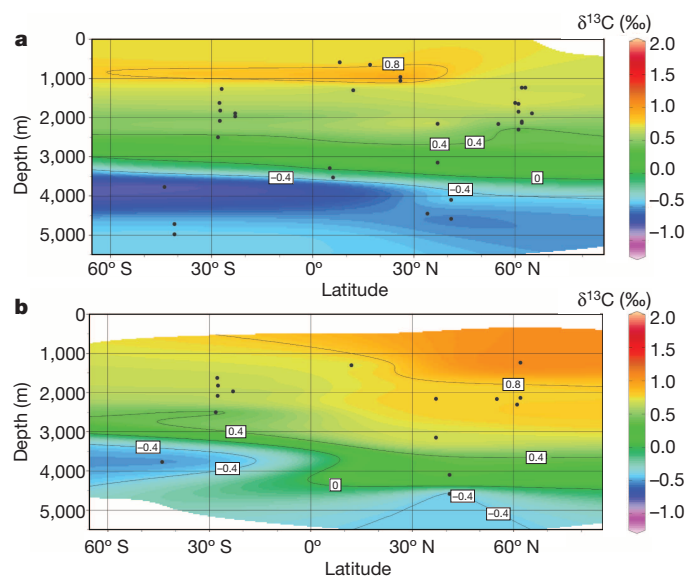 a
δ¹³C (‰)
0
1,000
2,000
3,000
4,000
5,000
Depth (m)
0.8
0.4
0.4
0
−0.4
−0.4
2.0
1.5
1.0
0.5
0.0
−0.5
−1.0
60° S
30° S
0°
30° N
60° N
Latitude
b
δ¹³C (‰)
0
1,000
2,000
3,000
4,000
5,000
Depth (m)
0.8
0.4
0.4
−0.4
−0.4
0
−0.4
−0.4
2.0
1.5
1.0
0.5
0.0
−0.5
−1.0
60° S
30° S
0°
30° N
60° N
Latitude